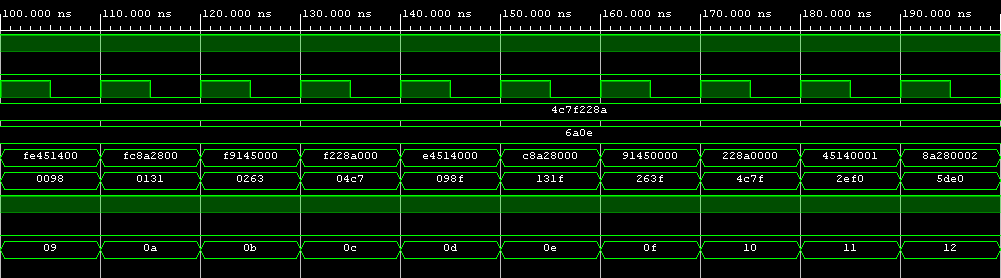 100.000 ns 110.000 ns 120.000 ns 130.000 ns 140.000 ns 150.000 ns 160.000 ns 170.000 ns 180.000 ns 190.000 ns
4c7f228a
6a0e
fe451400 fc8a2800 f9145000 f228a000 e4514000 c8a28000 91450000 228a0000 45140001 8a280002
0098 0131 0263 04c7 098f 131f 263f 4c7f 2ef0 5de0
09 0a 0b 0c 0d 0e 0f 10 11 12